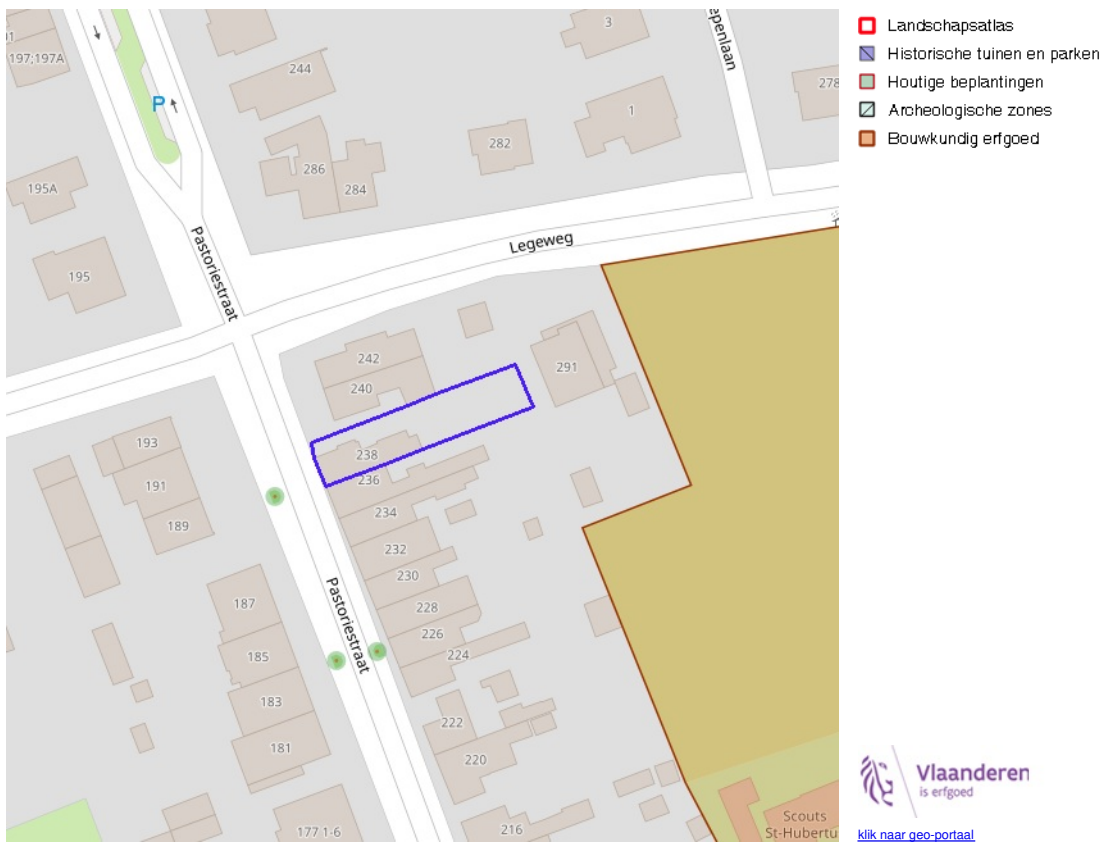 197;197A
P
195A
195
Pastoriestraat
244
286
284
3
epenlaan
278
1
282
Legeweg
242
240
291
238
236
234
232
230
228
226
224
222
220
216
193
191
189
187
185
183
181
177 1-6
Pastoriestraat
Scouts
St-Hubertu
Landschapsatlas
Historische tuinen en parken
Houtige beplantingen
Archeologische zones
Bouwkundig erfgoed
Vlaanderen
is erfgoed
klik naar geo-portaal